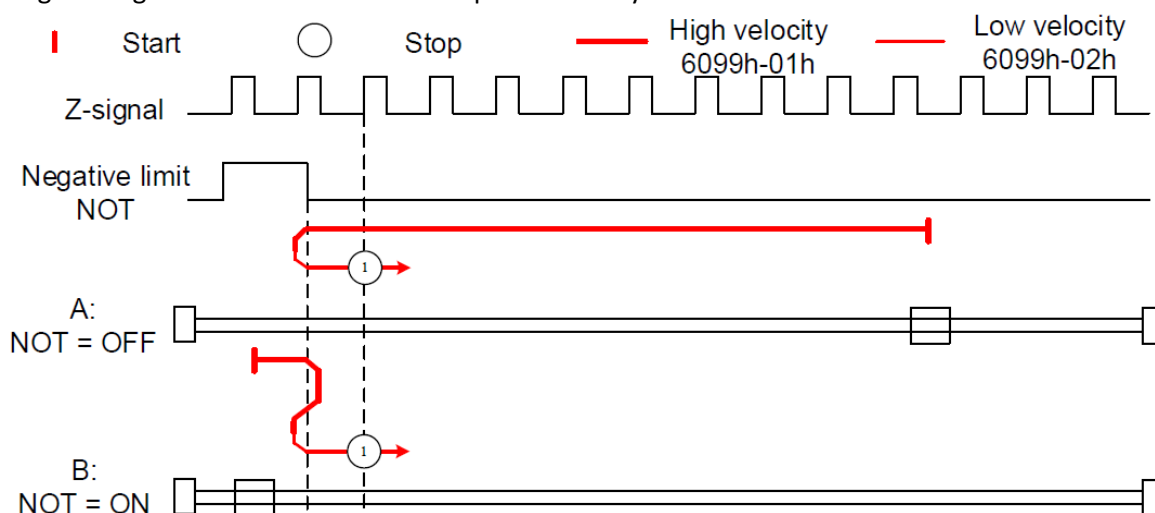 Start
Stop
High velocity
6099h-01h
Low velocity
6099h-02h
Z-signal
Negative limit
NOT
1
A:
NOT = OFF
1
B:
NOT = ON